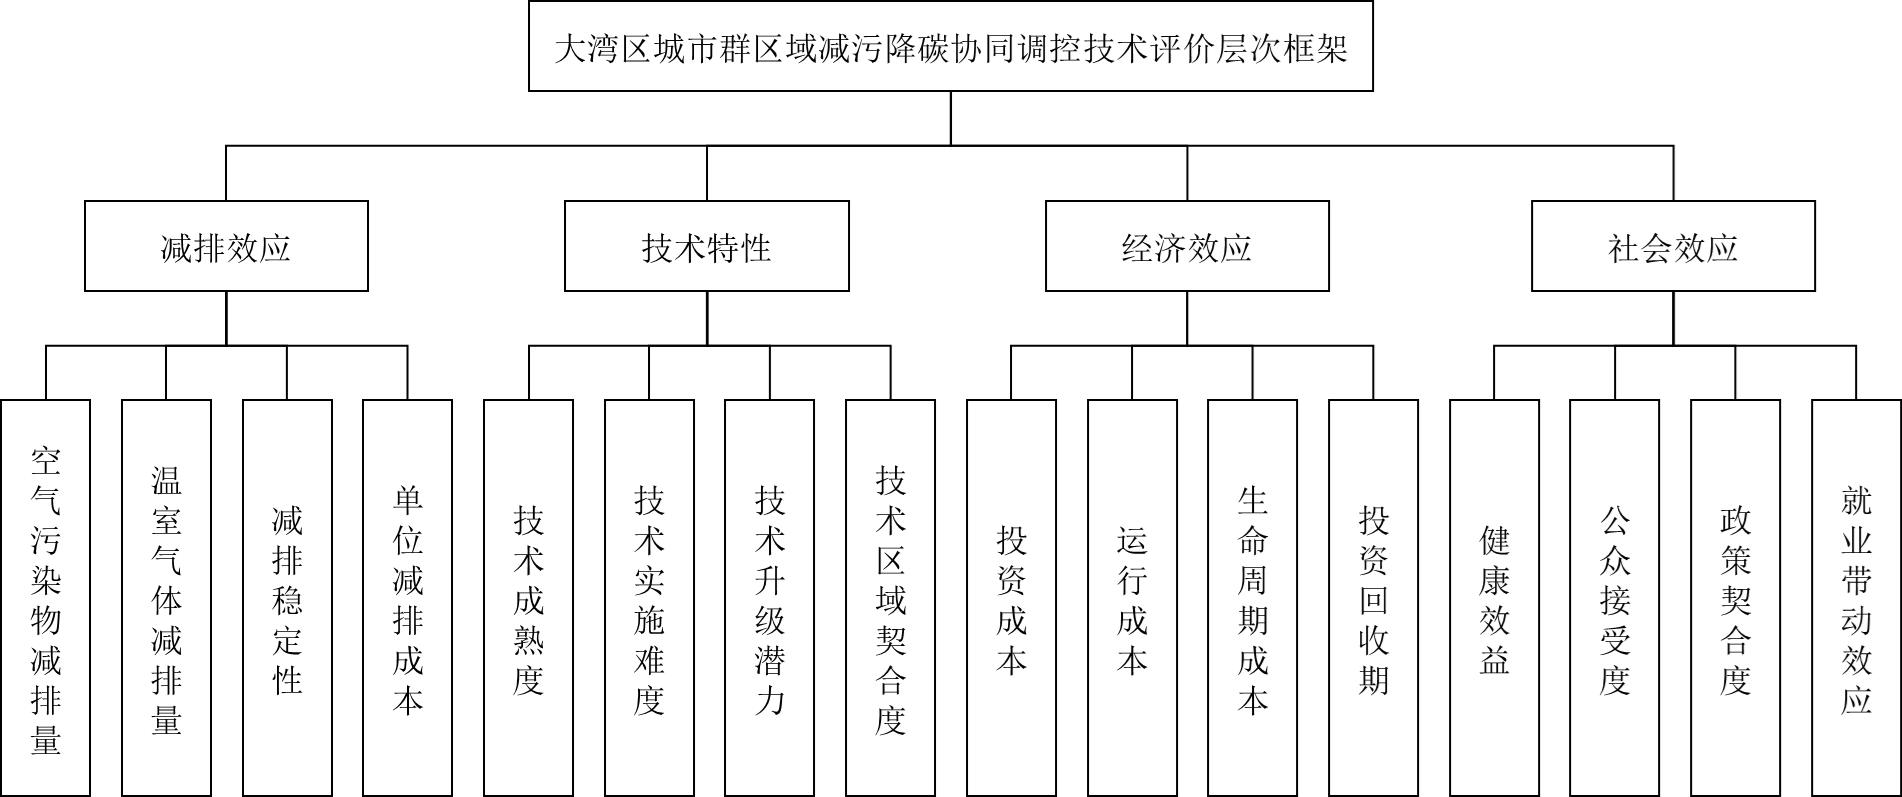 大湾区城市群区域减污降碳协同调控技术评价层次框架
减排效应
技术特性
经济效应
社会效应
空气污染物减排量
温室气体减排量
减排稳定性
单位减排成本
技术成熟度
技术实施难度
技术升级潜力
技术区域契合度
投资成本
运行成本
生命周期成本
投资回收期
健康效益
公众接受度
政策契合度
就业带动效应